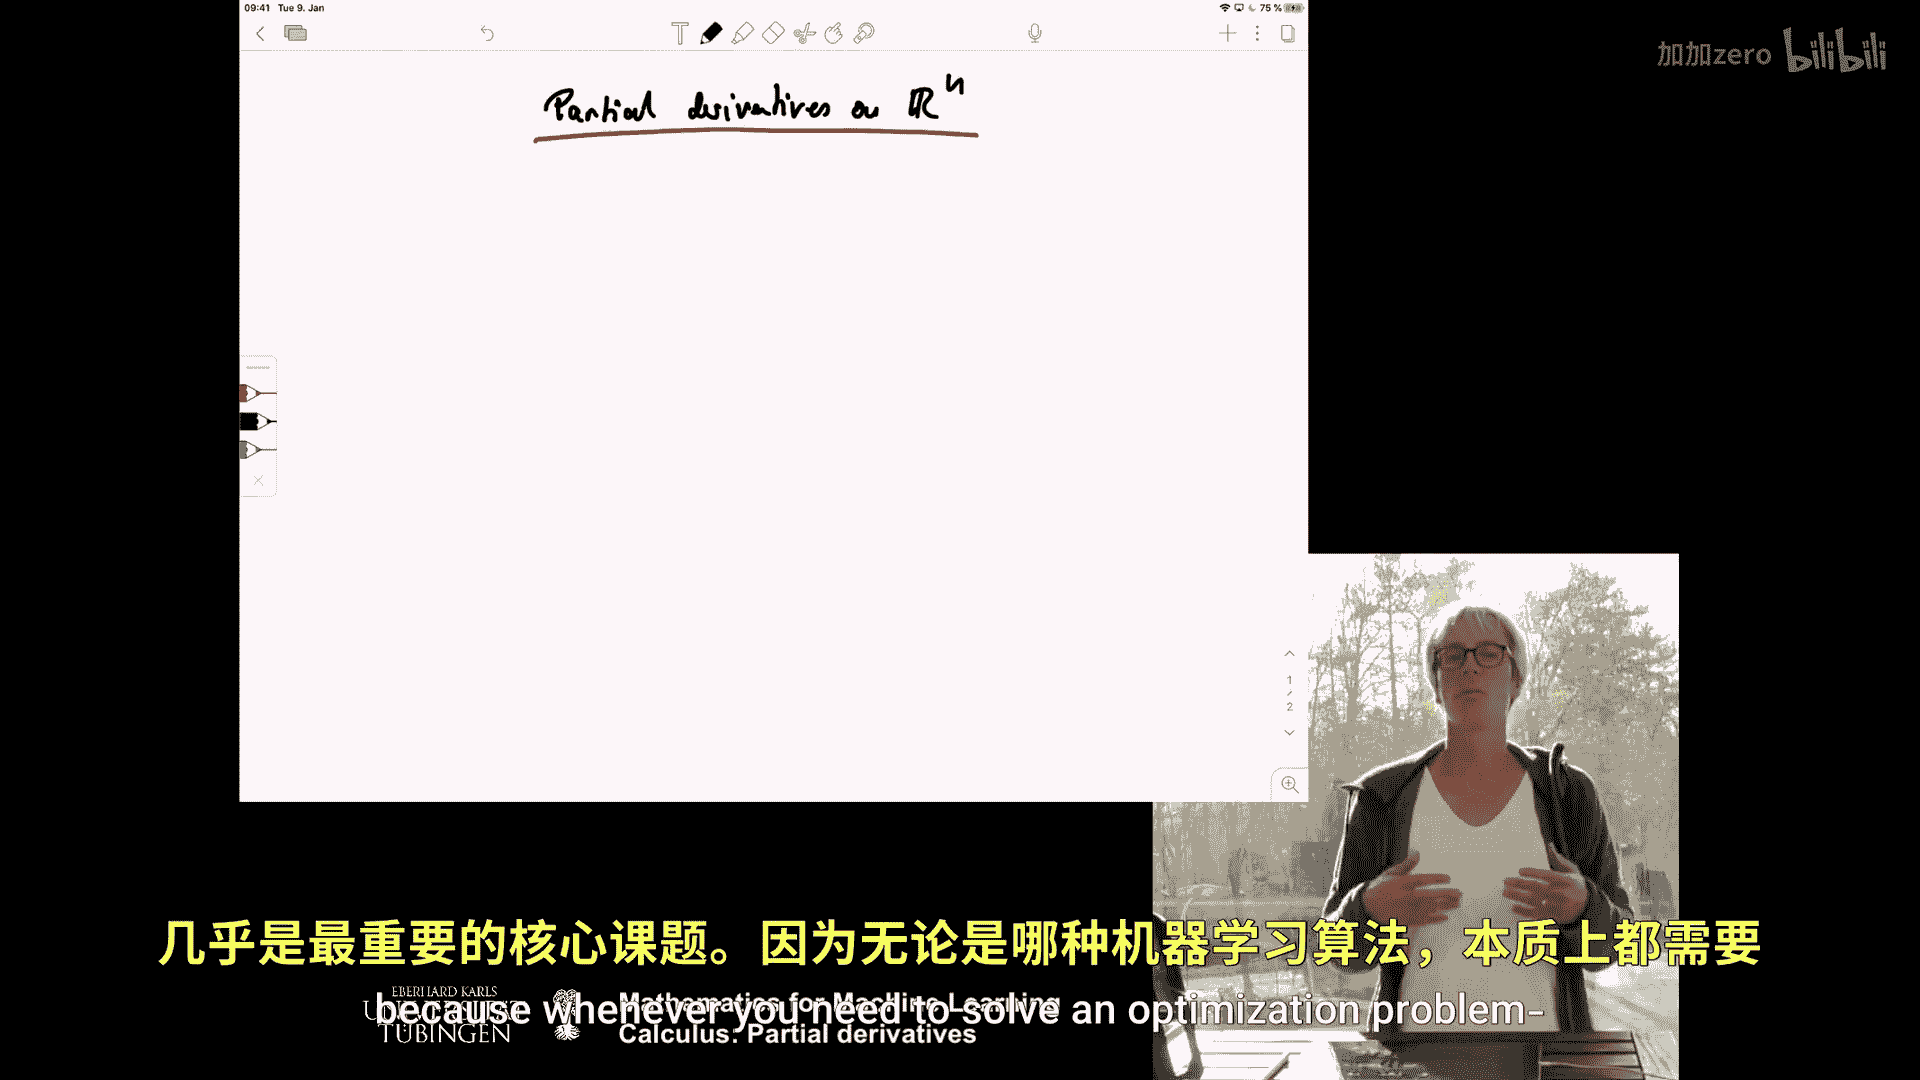 09:41 Tue 9. Jan
75 %
加加zero bilibili
Partial derivatives on ℝⁿ
1
/
2
几乎是最重要的核心课题。因为无论是哪种机器学习算法，本质上都需要
because whenever you need to solve an optimization problem-
EBERHARD KARLS
UNIVERSITÄT
TÜBINGEN
Mathematics for Machine Learning
Calculus: Partial derivatives